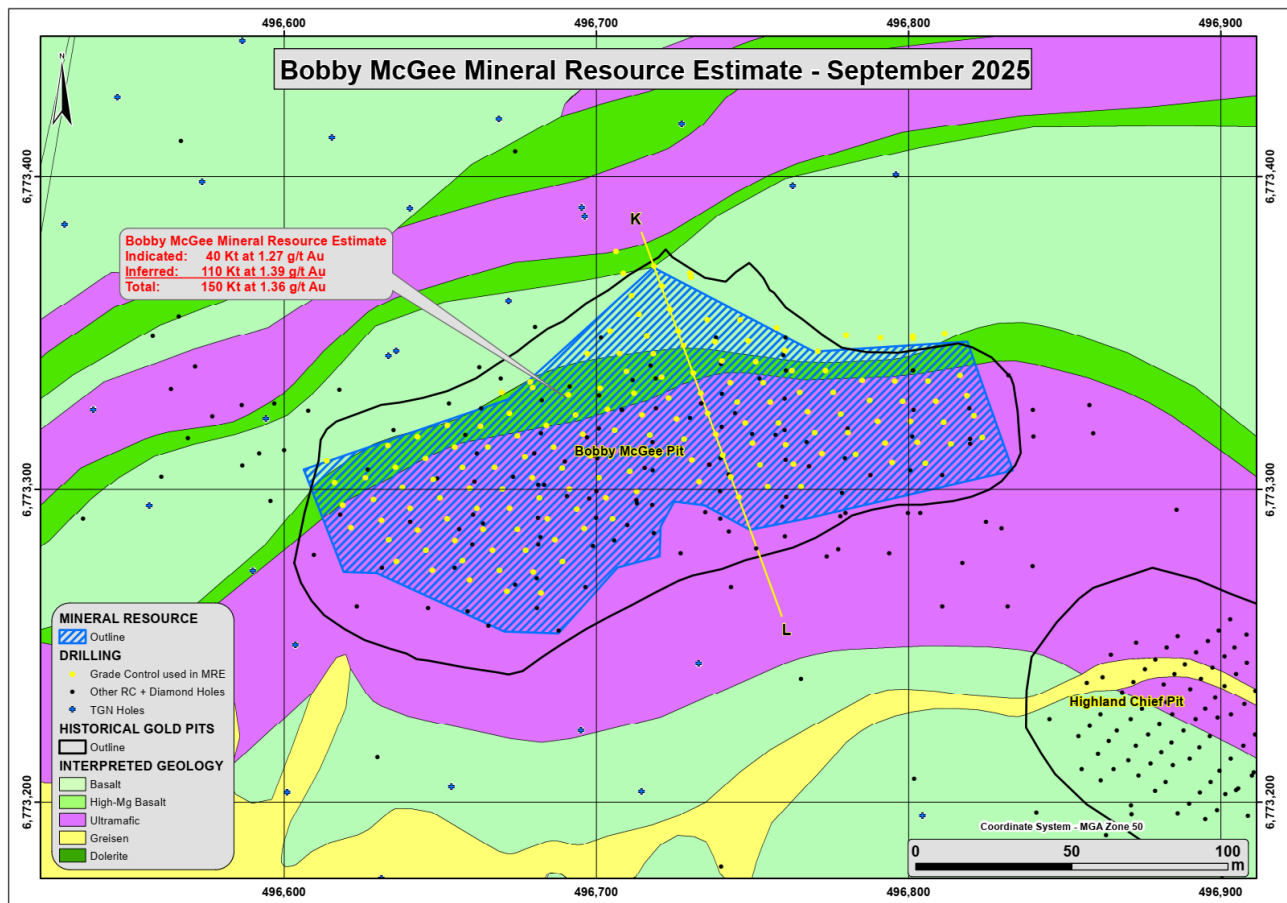 496,600 496,700 496,800 496,900
N
Bobby McGee Mineral Resource Estimate - September 2025
6,773,400 6,773,400
K
Bobby McGee Mineral Resource Estimate
Indicated: 40 Kt at 1.27 g/t Au
Inferred: 110 Kt at 1.39 g/t Au
Total: 150 Kt at 1.36 g/t Au
Bobby McGee Pit
6,773,300 6,773,300
L
MINERAL RESOURCE
Outline
DRILLING
Grade Control used in MRE
Other RC + Diamond Holes
TGN Holes
HISTORICAL GOLD PITS
Outline
INTERPRETED GEOLOGY
Basalt
High-Mg Basalt
Ultramafic
Greisen
Dolerite
Highland Chief Pit
6,773,200 6,773,200
Coordinate System - MGA Zone 50
0 50 100
m
496,600 496,700 496,800 496,900